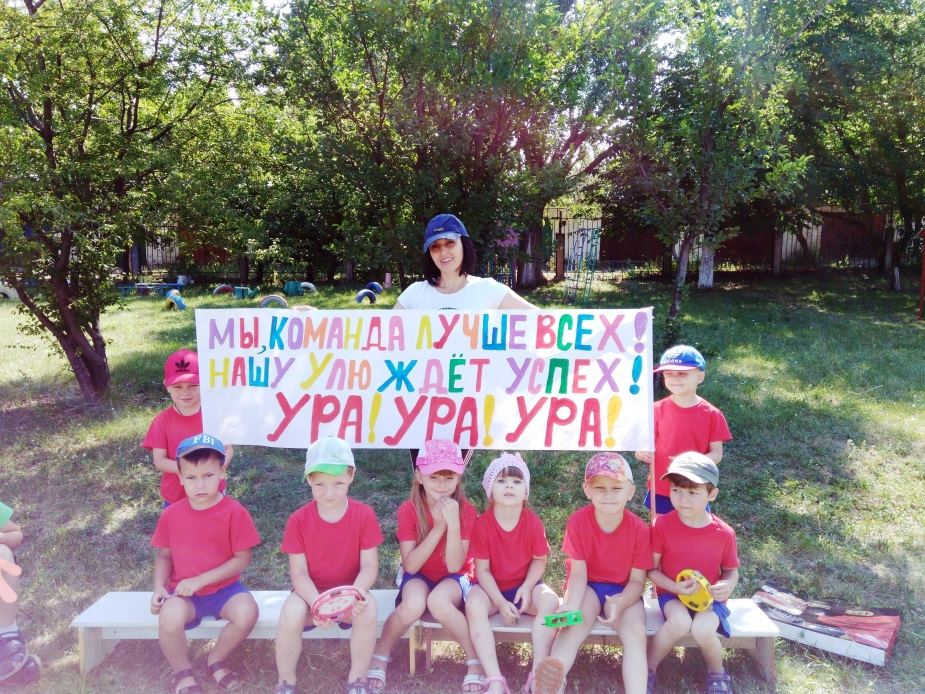 МЫ, КОМАНДА ЛУЧШЕ ВСЕХ!
НАШУ УЛЮ ЖДЁТ УСПЕХ!
УРА! УРА! УРА!
FBI